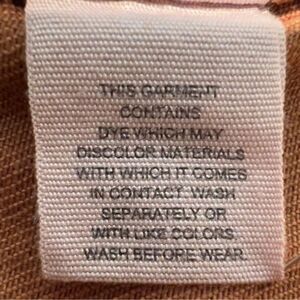 THIS GARMENT
CONTAINS
DYE WHICH MAY
DISCOLOR MATERIALS
WITH WHICH IT COMES
IN CONTACT. WASH
SEPARATELY OR
WITH LIKE COLORS.
WASH BEFORE WEAR.